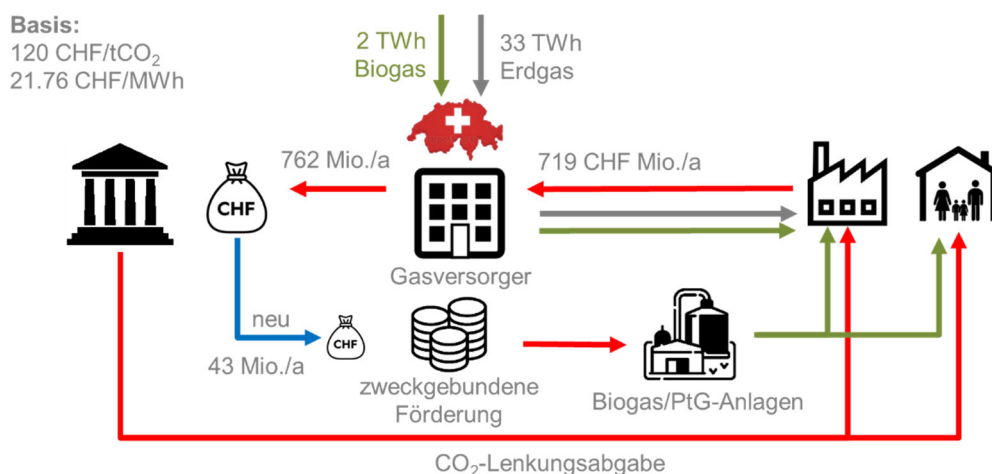 Basis:
120 CHF/tCO₂
21.76 CHF/MWh
2 TWh
Biogas
33 TWh
Erdgas
762 Mio./a
719 CHF Mio./a
CHF
Gasversorger
neu
43 Mio./a
CHF
zweckgebundene
Förderung
Biogas/PtG-Anlagen
CO₂-Lenkungsabgabe